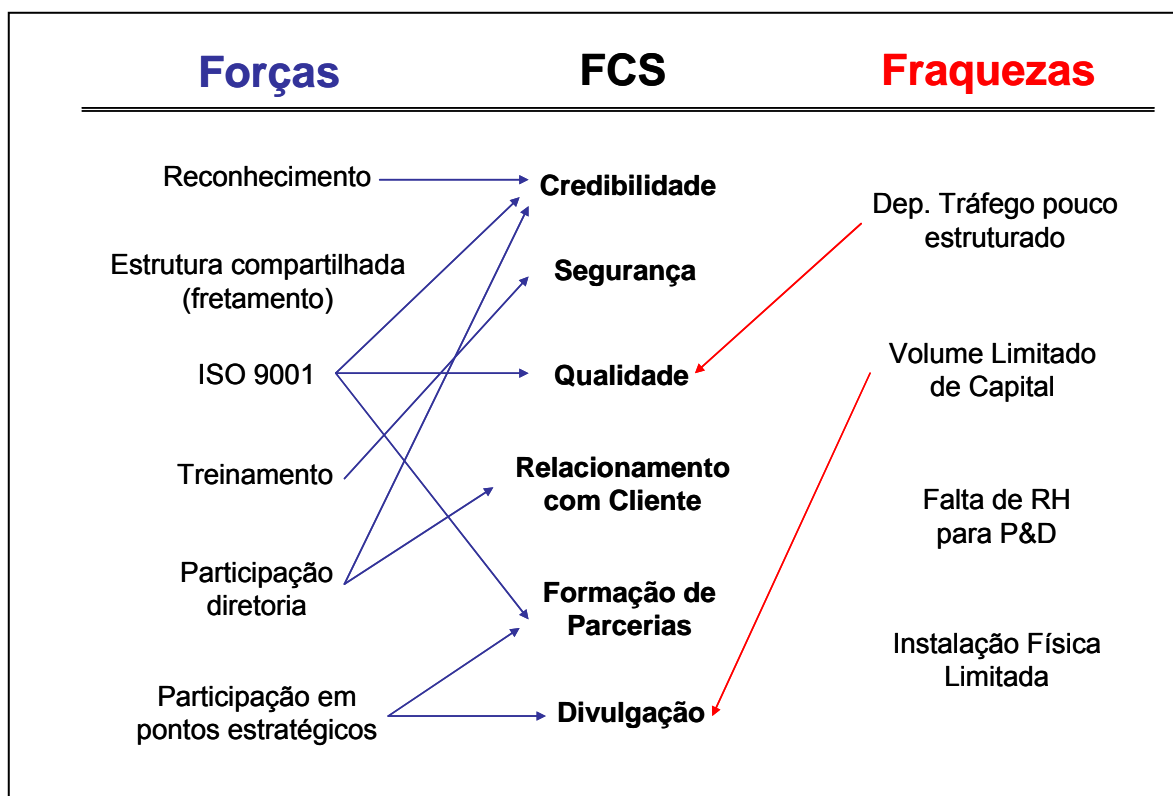 Forças
FCS
Fraquezas
Reconhecimento
Estrutura compartilhada
(fretamento)
ISO 9001
Treinamento
Participação
diretoria
Participação em
pontos estratégicos
Credibilidade
Segurança
Qualidade
Relacionamento
com Cliente
Formação de
Parcerias
Divulgação
Dep. Tráfego pouco
estruturado
Volume Limitado
de Capital
Falta de RH
para P&D
Instalação Física
Limitada